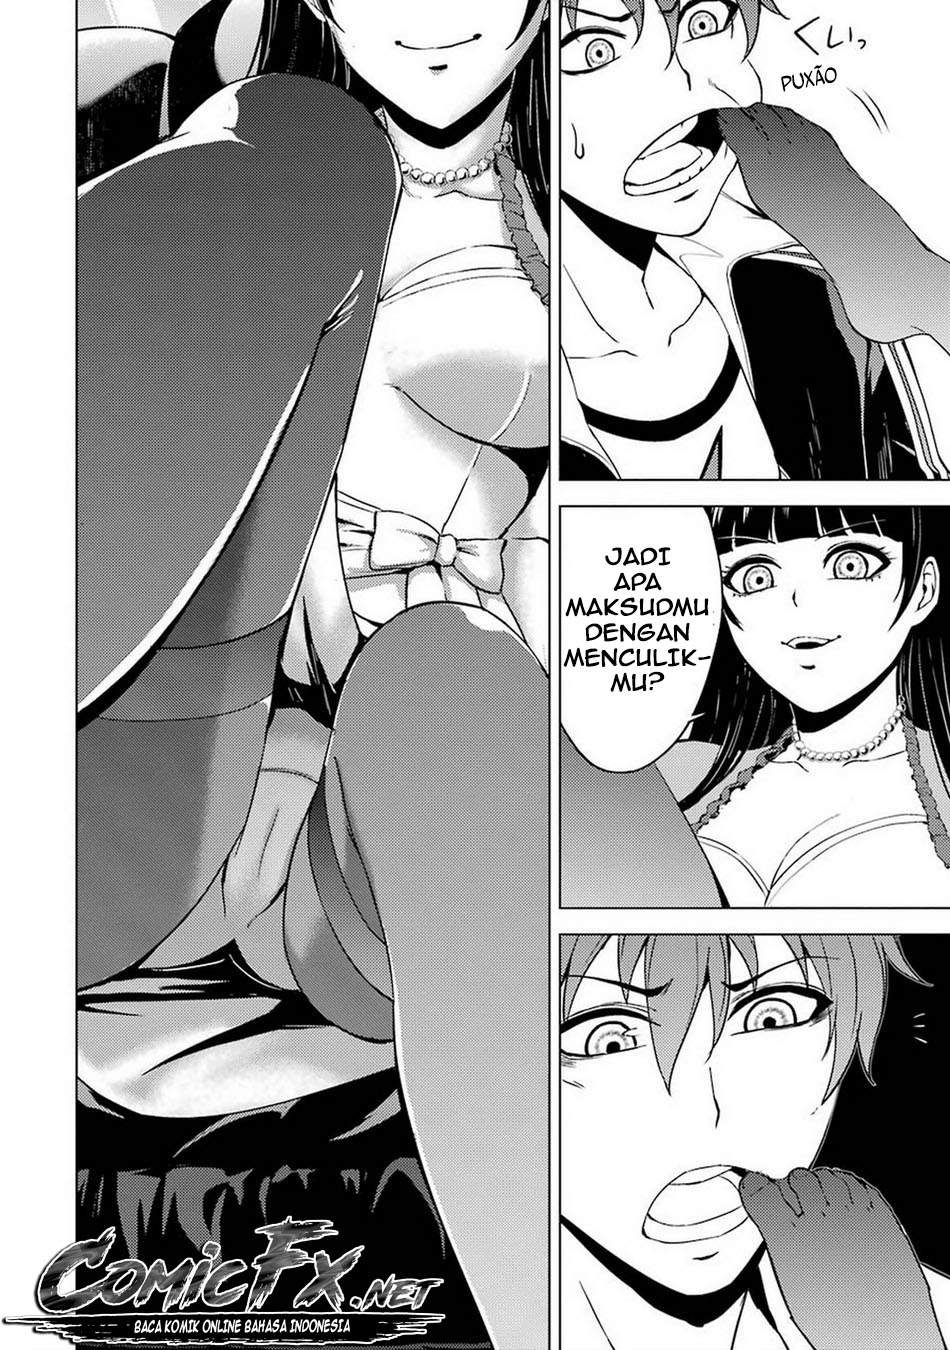 くいっ
PUXÃO
JADI
APA
MAKSUDMU
DENGAN
MENCULIK-
MU?
COMICFX.NET
BACA KOMIK ONLINE BAHASA INDONESIA